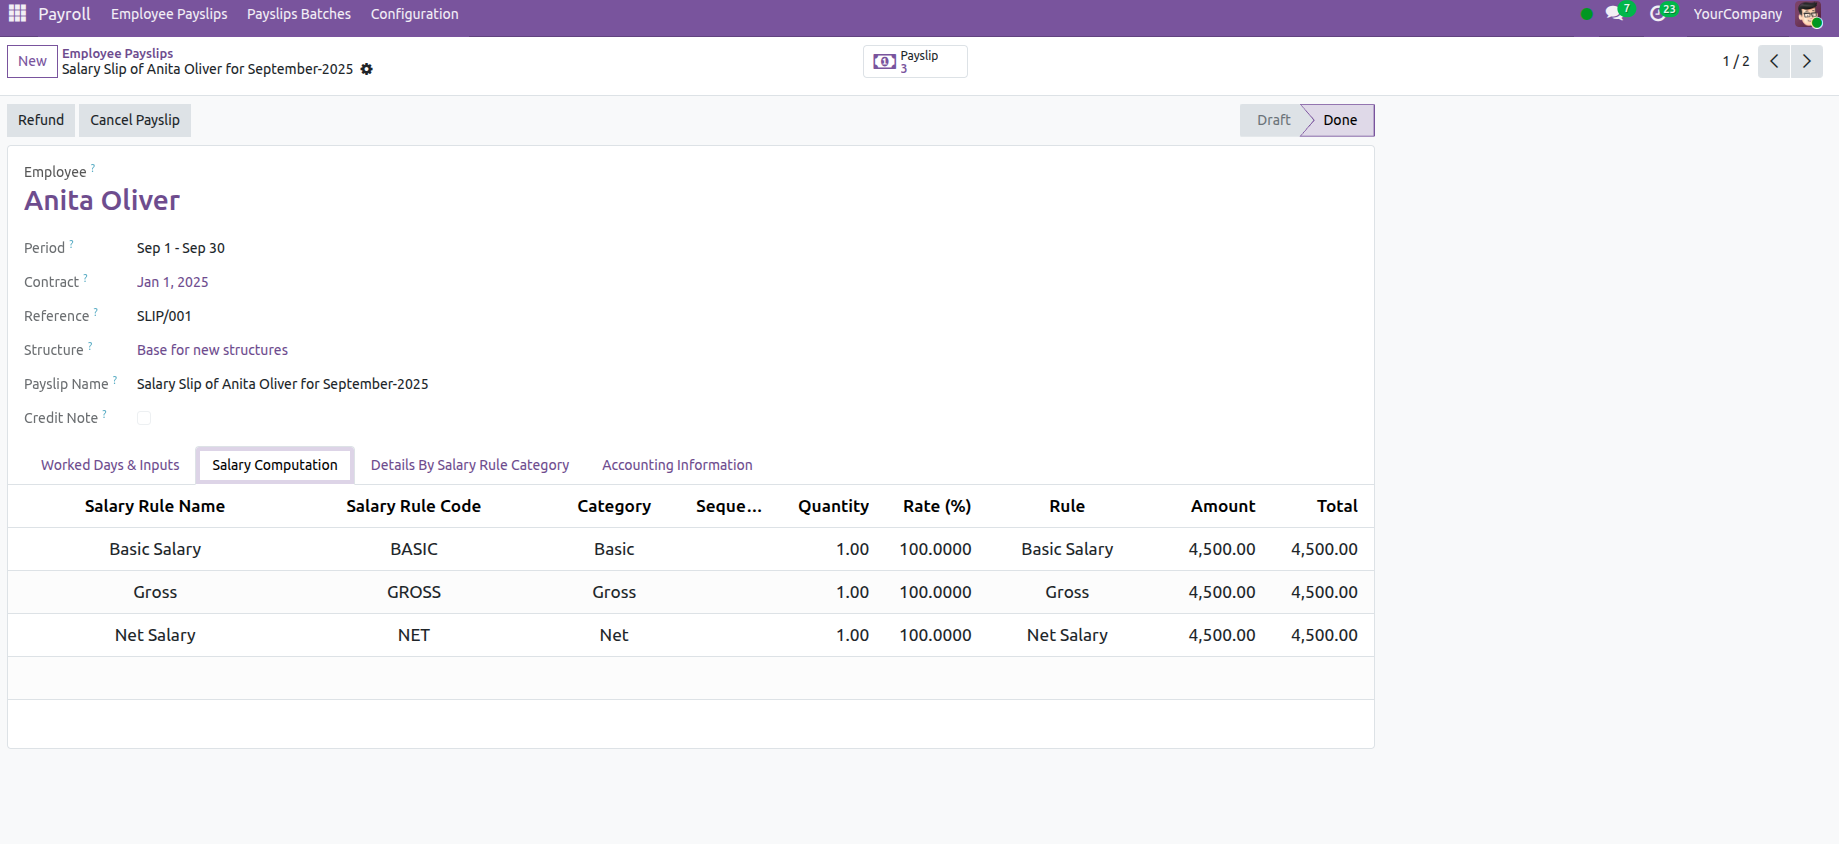 Payroll Employee Payslips Payslips Batches Configuration 7 23 YourCompany
New Employee Payslips
Salary Slip of Anita Oliver for September-2025
Payslip
3
1 / 2
Refund Cancel Payslip Draft Done
Employee ?
Anita Oliver
Period ? Sep 1 - Sep 30
Contract ? Jan 1, 2025
Reference ? SLIP/001
Structure ? Base for new structures
Payslip Name ? Salary Slip of Anita Oliver for September-2025
Credit Note ?
Worked Days & Inputs Salary Computation Details By Salary Rule Category Accounting Information
Salary Rule Name Salary Rule Code Category Seque... Quantity Rate (%) Rule Amount Total
Basic Salary BASIC Basic 1.00 100.0000 Basic Salary 4,500.00 4,500.00
Gross GROSS Gross 1.00 100.0000 Gross 4,500.00 4,500.00
Net Salary NET Net 1.00 100.0000 Net Salary 4,500.00 4,500.00